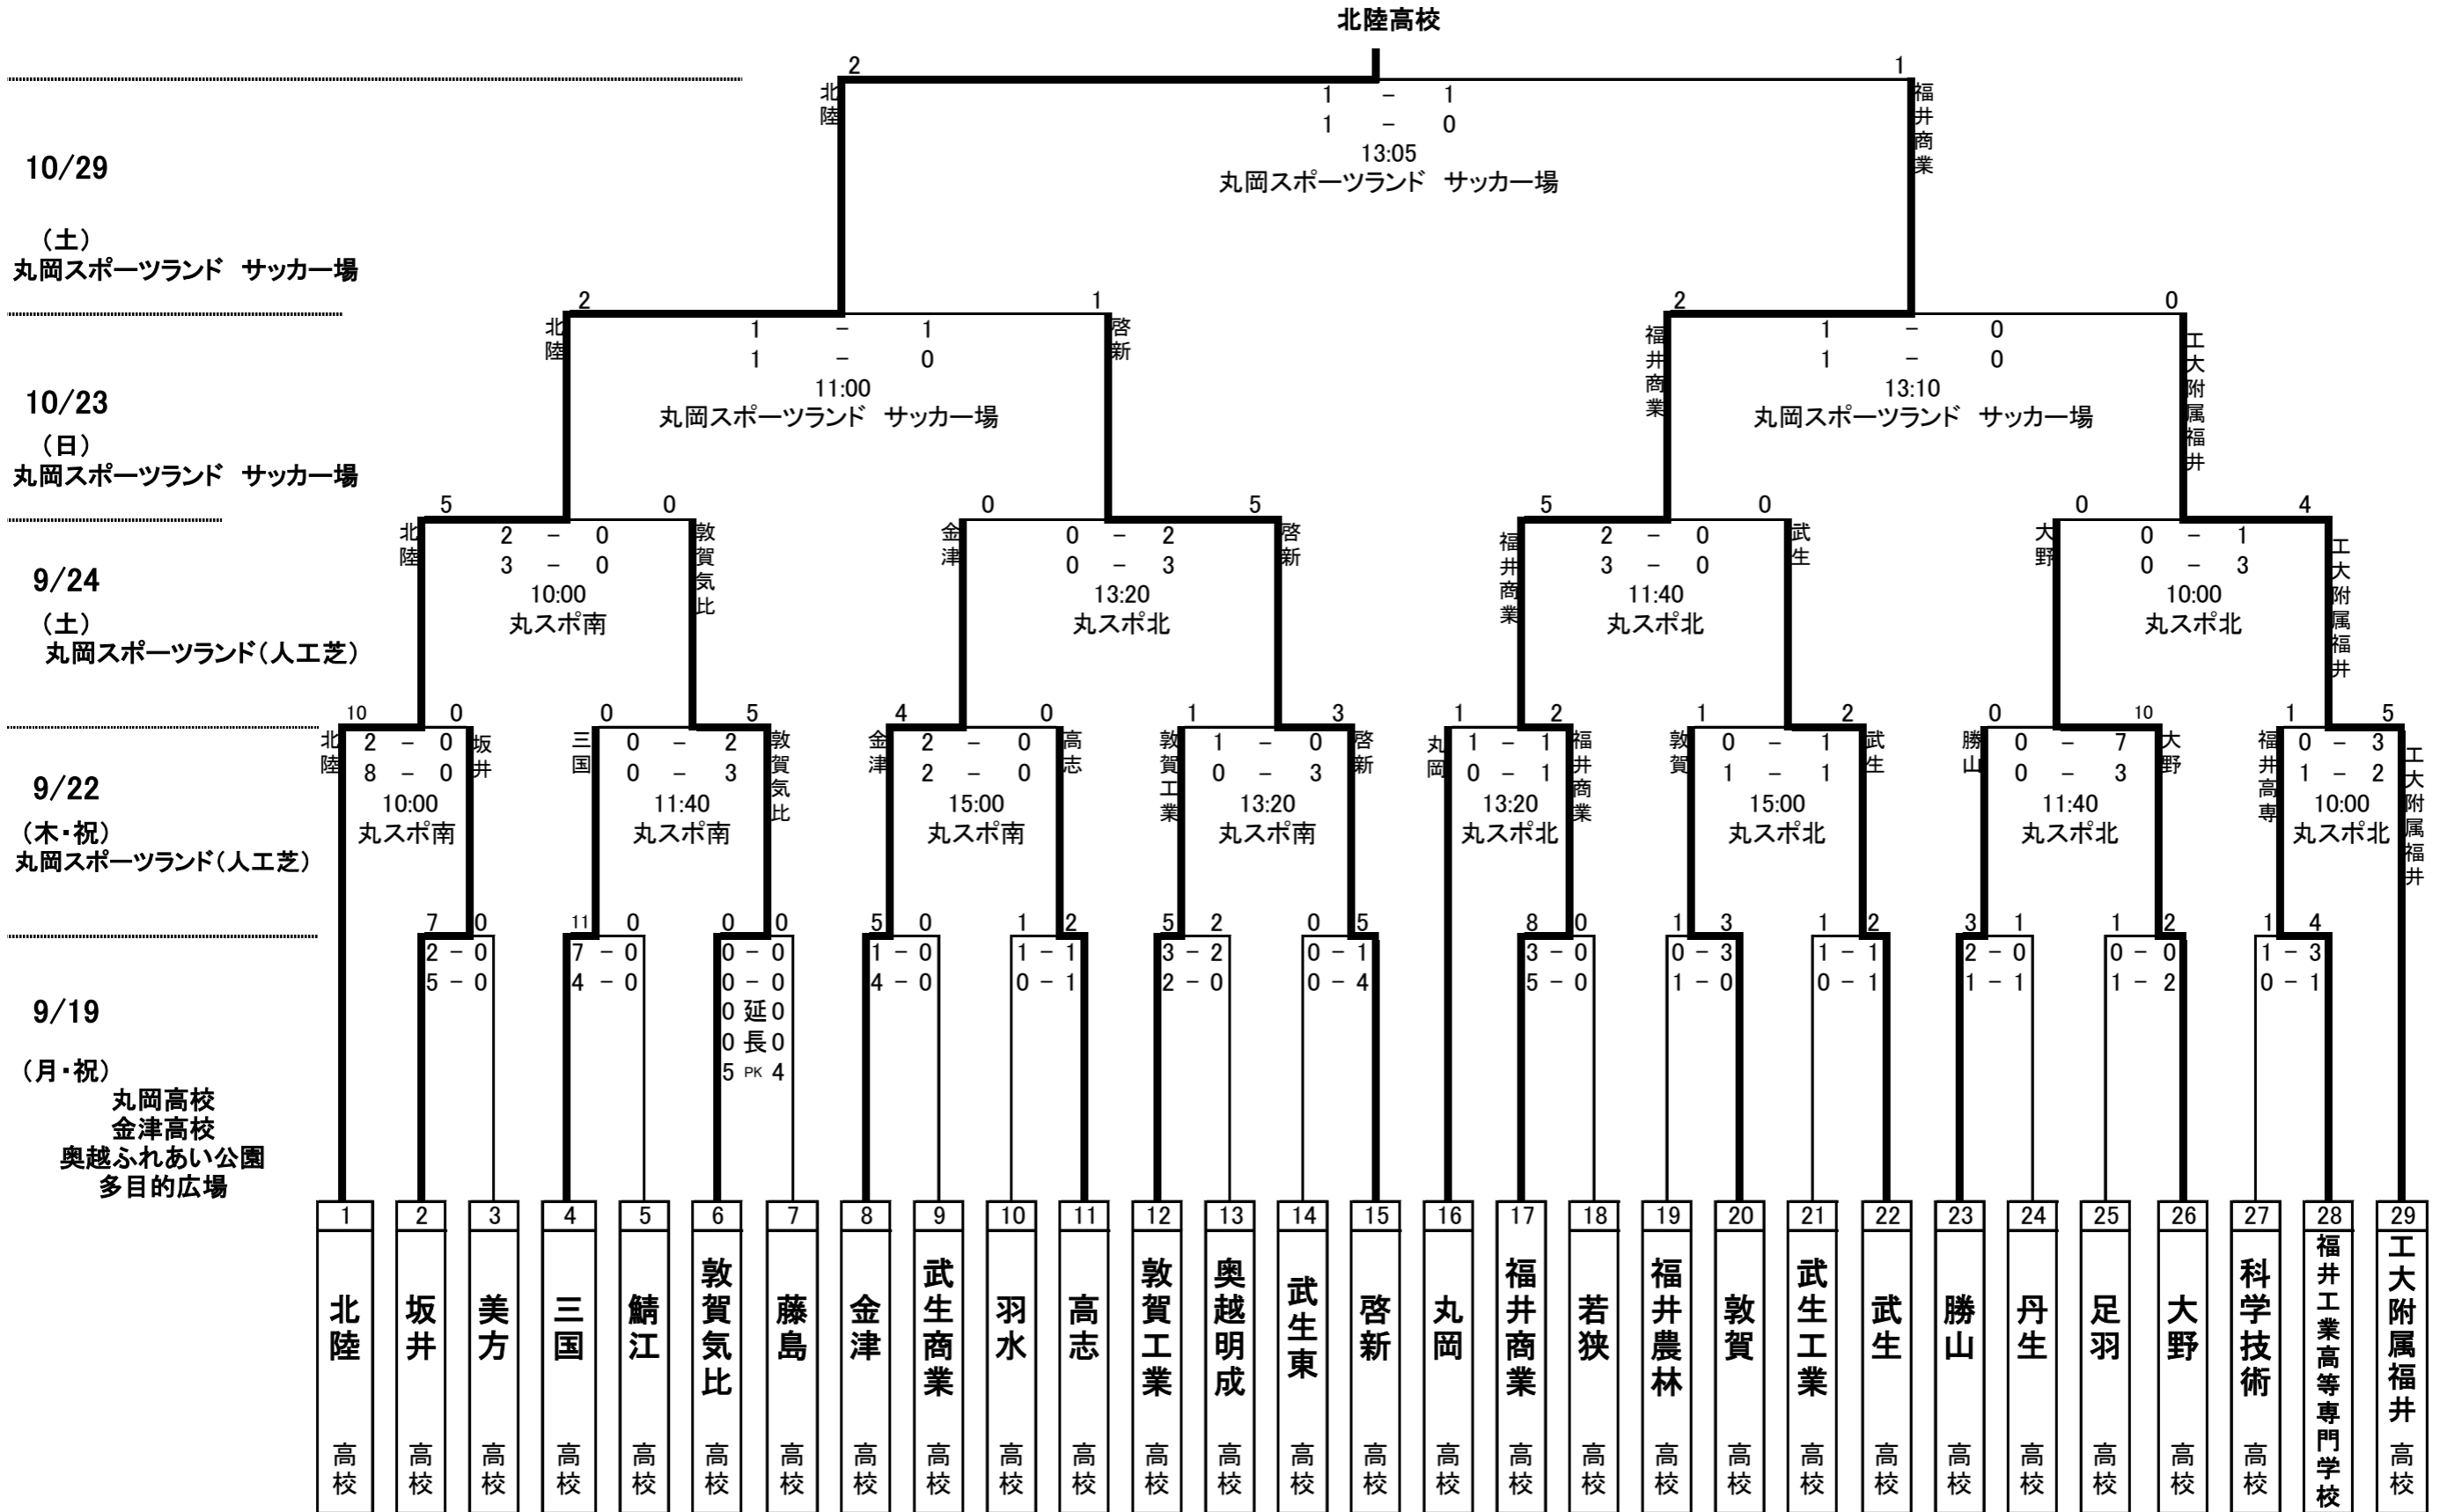 北陸高校
2 1
北陸 福井商業
1 － 1
1 － 0
13:05
丸岡スポーツランド サッカー場
10/29
（土）
丸岡スポーツランド サッカー場
2 1 2 0
北陸 啓新 福井商業 工大附属福井
1 － 1 1 － 0
1 － 0 1 － 0
11:00 13:10
丸岡スポーツランド サッカー場 丸岡スポーツランド サッカー場
10/23
（日）
丸岡スポーツランド サッカー場
5 0 0 5 5 0 0 4
北陸 敦賀気比 金津 啓新 福井商業 武生 大野 工大附属福井
2 － 0 0 － 2 2 － 0 0 － 1
3 － 0 0 － 3 3 － 0 0 － 3
10:00 13:20 11:40 10:00
丸スポ南 丸スポ北 丸スポ北 丸スポ北
9/24
（土）
丸岡スポーツランド（人工芝）
10 0 0 5 4 0 1 3 1 2 1 2 0 10 1 5
北陸 坂井 三国 敦賀気比 金津 高志 敦賀工業 啓新 丸岡 福井商業 敦賀 武生 勝山 大野 福井高専 工大附属福井
2 － 0 0 － 2 2 － 0 1 － 0 1 － 1 0 － 1 0 － 7 0 － 3
8 － 0 0 － 3 2 － 0 0 － 3 0 － 1 1 － 1 0 － 3 1 － 2
10:00 11:40 15:00 13:20 13:20 15:00 11:40 10:00
丸スポ南 丸スポ南 丸スポ南 丸スポ南 丸スポ北 丸スポ北 丸スポ北 丸スポ北
9/22
（木・祝）
丸岡スポーツランド（人工芝）
7 0 11 0 0 0 5 0 1 2 5 2 0 5 8 0 1 3 1 2 3 1 1 2 1 4
2 － 0 7 － 0 0 － 0 1 － 0 1 － 1 3 － 2 0 － 1 3 － 0 0 － 3 1 － 1 2 － 0 0 － 0 1 － 3
5 － 0 4 － 0 0 － 0 4 － 0 0 － 1 2 － 0 0 － 4 5 － 0 1 － 0 0 － 1 1 － 1 1 － 2 0 － 1
0 延 0
0 長 0
5 PK 4
9/19
（月・祝）
丸岡高校
金津高校
奥越ふれあい公園
多目的広場
1 2 3 4 5 6 7 8 9 10 11 12 13 14 15 16 17 18 19 20 21 22 23 24 25 26 27 28 29
北陸 高校
坂井 高校
美方 高校
三国 高校
鯖江 高校
敦賀気比 高校
藤島 高校
金津 高校
武生商業 高校
羽水 高校
高志 高校
敦賀工業 高校
奥越明成 高校
武生東 高校
啓新 高校
丸岡 高校
福井商業 高校
若狭 高校
福井農林 高校
敦賀 高校
武生工業 高校
武生 高校
勝山 高校
丹生 高校
足羽 高校
大野 高校
科学技術 高校
福井工業高等専門学校
工大附属福井 高校